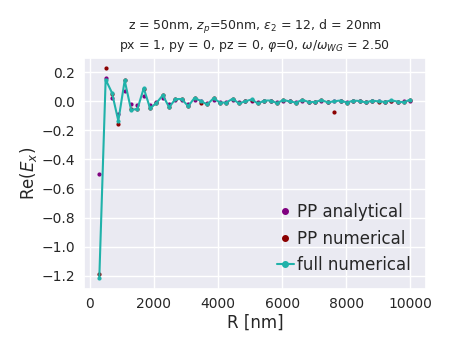 z = 50nm, z_p=50nm, ε_2 = 12, d = 20nm
px = 1, py = 0, pz = 0, φ=0, ω/ω_WG = 2.50
0.2
0.0
−0.2
−0.4
−0.6
−0.8
−1.0
−1.2
Re(E_x)
PP analytical
PP numerical
full numerical
0 2000 4000 6000 8000 10000
R [nm]